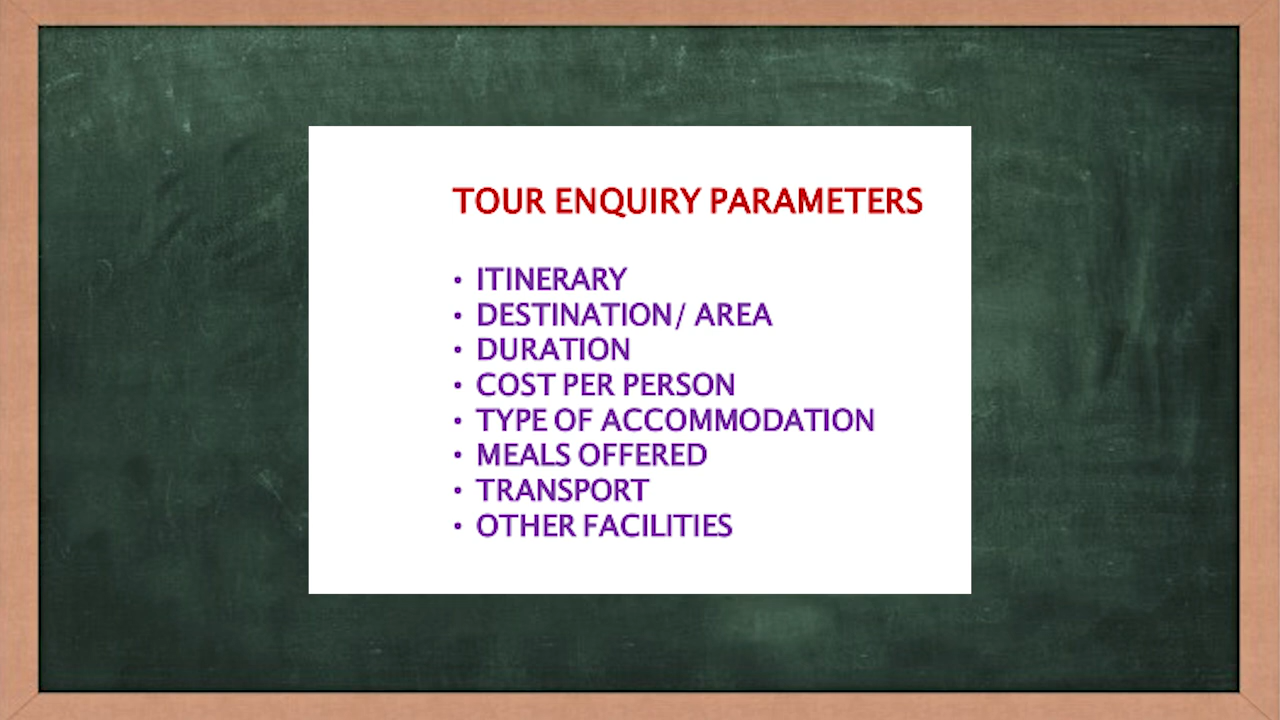 TOUR ENQUIRY PARAMETERS
• ITINERARY
• DESTINATION/ AREA
• DURATION
• COST PER PERSON
• TYPE OF ACCOMMODATION
• MEALS OFFERED
• TRANSPORT
• OTHER FACILITIES